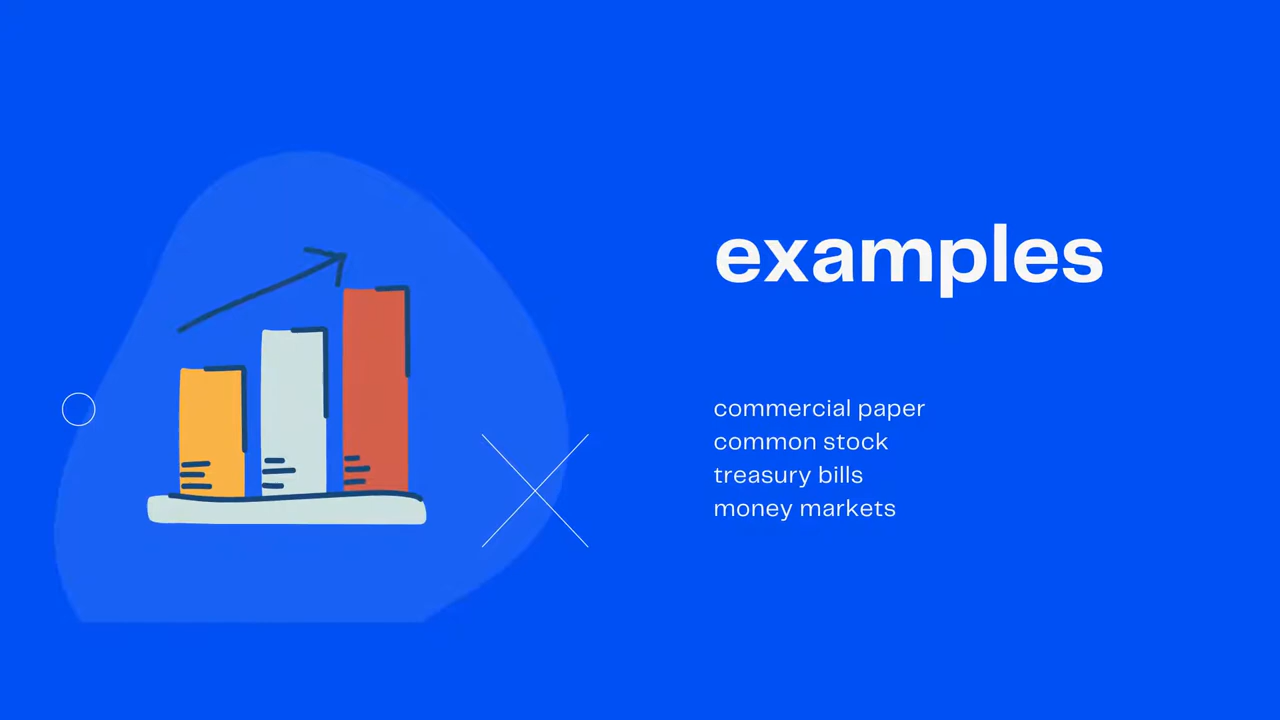 examples
commercial paper
common stock
treasury bills
money markets